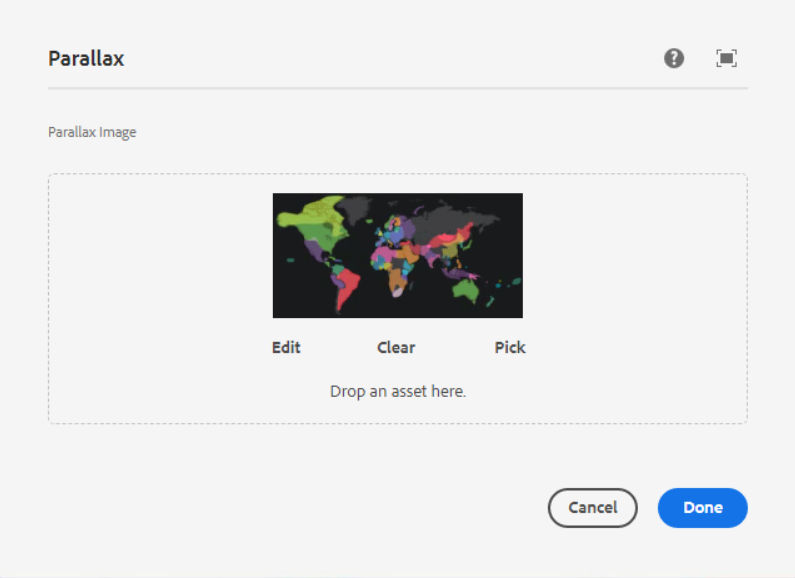 Parallax
Parallax Image
Edit Clear Pick
Drop an asset here.
Cancel Done